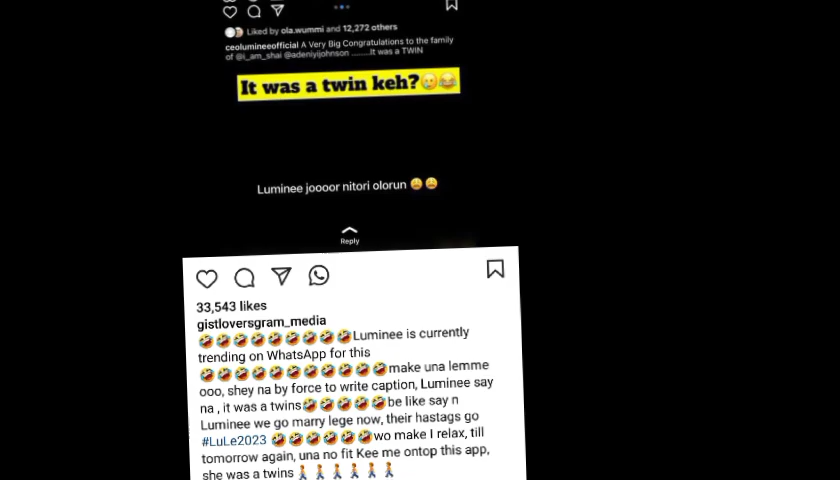 Liked by ola.wummi and 12,272 others
ceolumineeofficial A Very Big Congratulations to the family
of @i_am_shai @adeniyijohnson ........It was a TWIN
It was a twin keh?🥲😂
Luminee joooor nitori olorun 😩😩
Reply
33,543 likes
gistloversgram_media
🤣🤣🤣🤣🤣🤣🤣🤣🤣Luminee is currently
trending on WhatsApp for this
🤣🤣🤣🤣🤣🤣🤣🤣🤣🤣🤣make una lemme
ooo, shey na by force to write caption, Luminee say
na , it was a twins🤣🤣🤣🤣🤣be like say n
Luminee we go marry lege now, their hastags go
#LuLe2023 🤣🤣🤣🤣🤣🤣wo make I relax, till
tomorrow again, una no fit Kee me ontop this app,
she was a twins🚶🚶🚶🚶🚶🚶